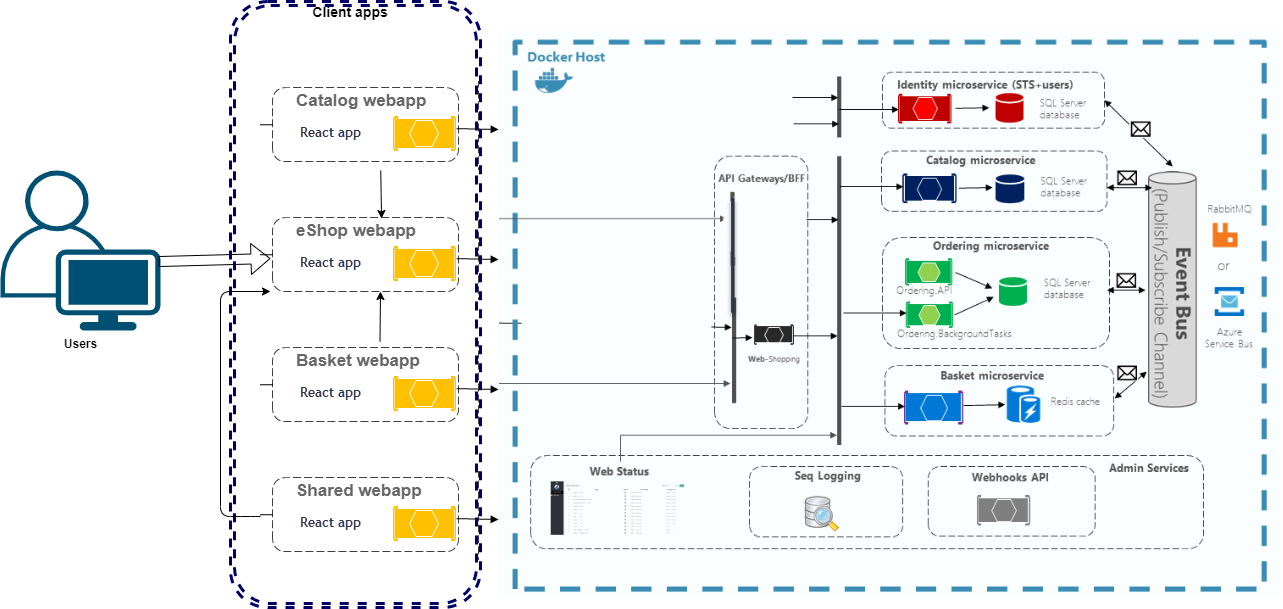 Client apps
Catalog webapp
React app
eShop webapp
React app
Basket webapp
React app
Shared webapp
React app
Users
Docker Host
API Gateways/BFF
Web-Shopping
Identity microservice (STS+users)
SQL Server
database
Catalog microservice
SQL Server
database
Ordering microservice
Ordering.API
Ordering.BackgroundTasks
SQL Server
database
Basket microservice
Redis cache
Event Bus
(Publish/Subscribe Channel)
RabbitMQ
or
Azure
Service Bus
Web Status
Seq Logging
Webhooks API
Admin Services